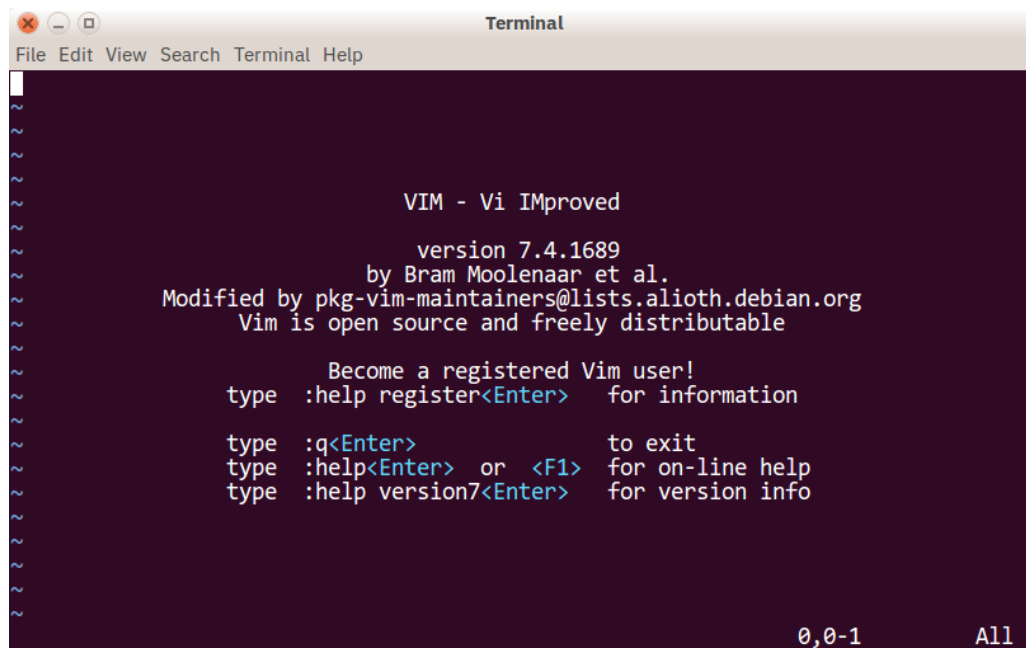 Terminal
File Edit View Search Terminal Help
~
~
~
~
~ VIM - Vi IMproved
~
~ version 7.4.1689
~ by Bram Moolenaar et al.
~ Modified by pkg-vim-maintainers@lists.alioth.debian.org
~ Vim is open source and freely distributable
~
~ Become a registered Vim user!
~ type :help register<Enter> for information
~
~ type :q<Enter> to exit
~ type :help<Enter> or <F1> for on-line help
~ type :help version7<Enter> for version info
~
~
~
~
~
0,0-1 All